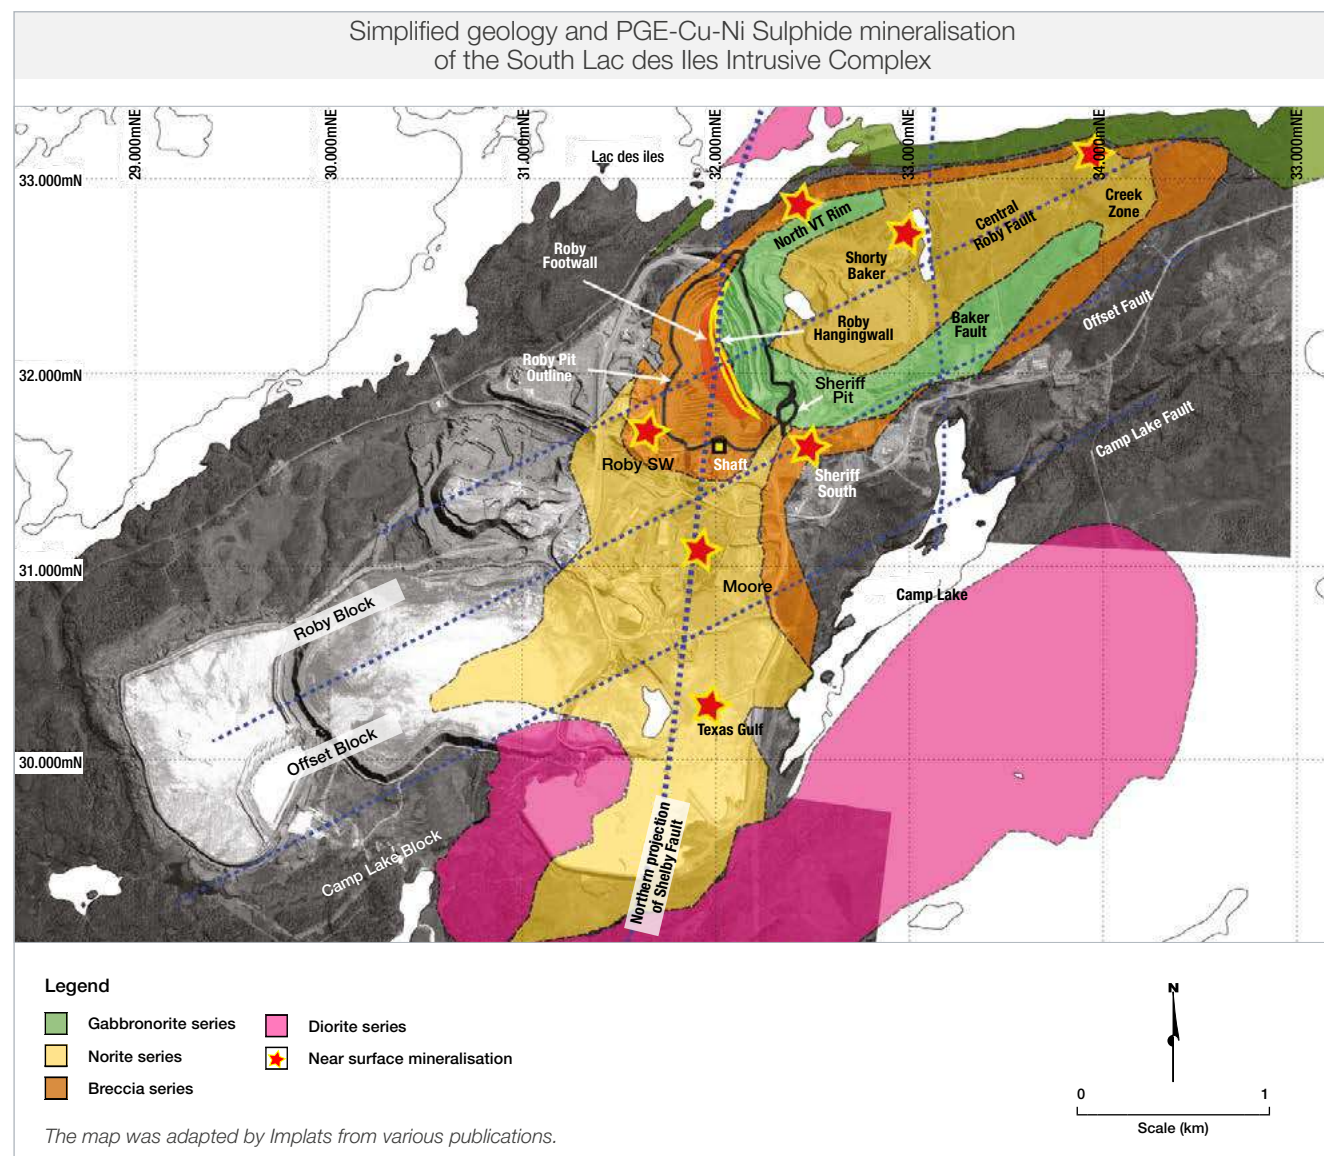 Simplified geology and PGE-Cu-Ni Sulphide mineralisation
of the South Lac des Iles Intrusive Complex
29.000mNE
30.000mNE
31.000mNE
32.000mNE
33.000mNE
34.000mNE
33.000mNE
33.000mN
32.000mN
31.000mN
30.000mN
Lac des iles
Roby
Footwall
North VT Rim
Central
Roby Fault
Creek
Zone
Shorty
Baker
Roby
Hangingwall
Baker
Fault
Offset Fault
Roby Pit
Outline
Sheriff
Pit
Camp Lake Fault
Roby SW
Shaft
Sheriff
South
Moore
Camp Lake
Roby Block
Offset Block
Texas Gulf
Camp Lake Block
Northern projection
of Shelby Fault
Legend
Gabbronorite series
Norite series
Breccia series
Diorite series
Near surface mineralisation
N
0 1
Scale (km)
The map was adapted by Implats from various publications.